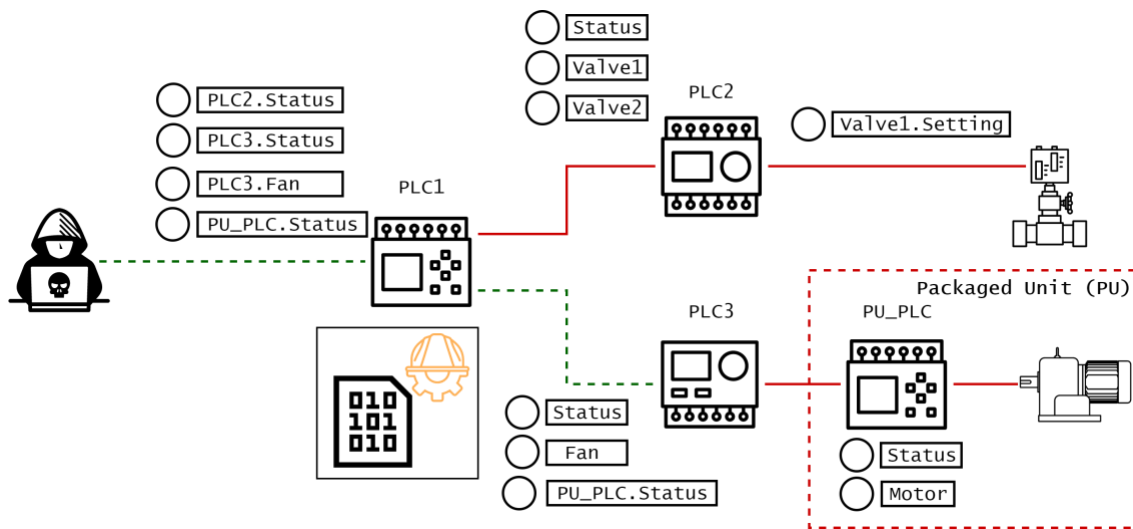 Status
Valve1
Valve2
PLC2
Valve1.Setting
PLC2.Status
PLC3.Status
PLC3.Fan
PU_PLC.Status
PLC1
Packaged Unit (PU)
PLC3
PU_PLC
010
101
010
Status
Fan
PU_PLC.Status
Status
Motor